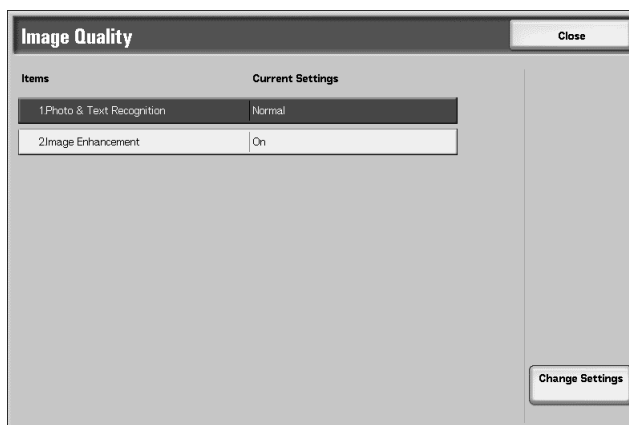 Image Quality
Close
Items Current Settings
1.Photo & Text Recognition Normal
2.Image Enhancement On
Change Settings